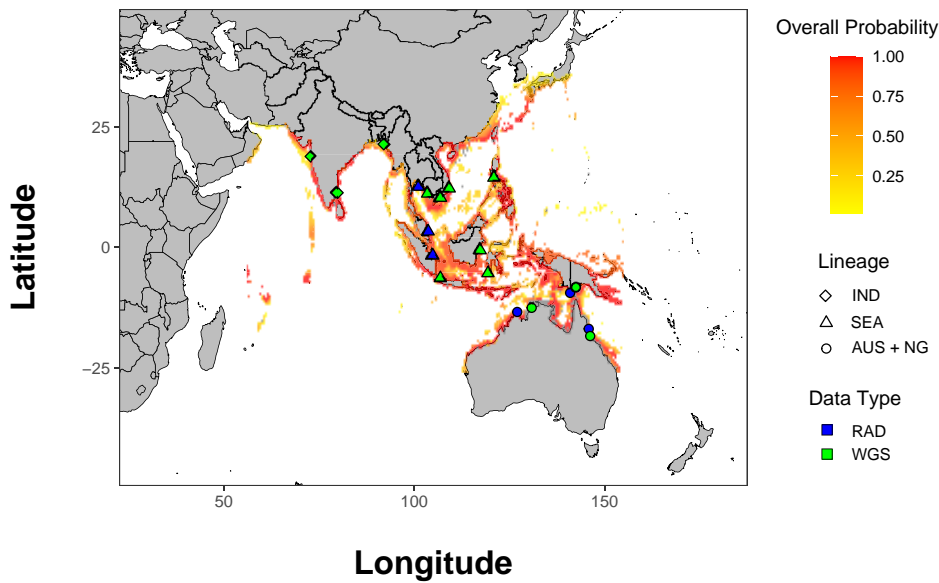 Latitude
25
0
−25
50
100
150
Longitude
Overall Probability
1.00
0.75
0.50
0.25
Lineage
IND
SEA
AUS + NG
Data Type
RAD
WGS